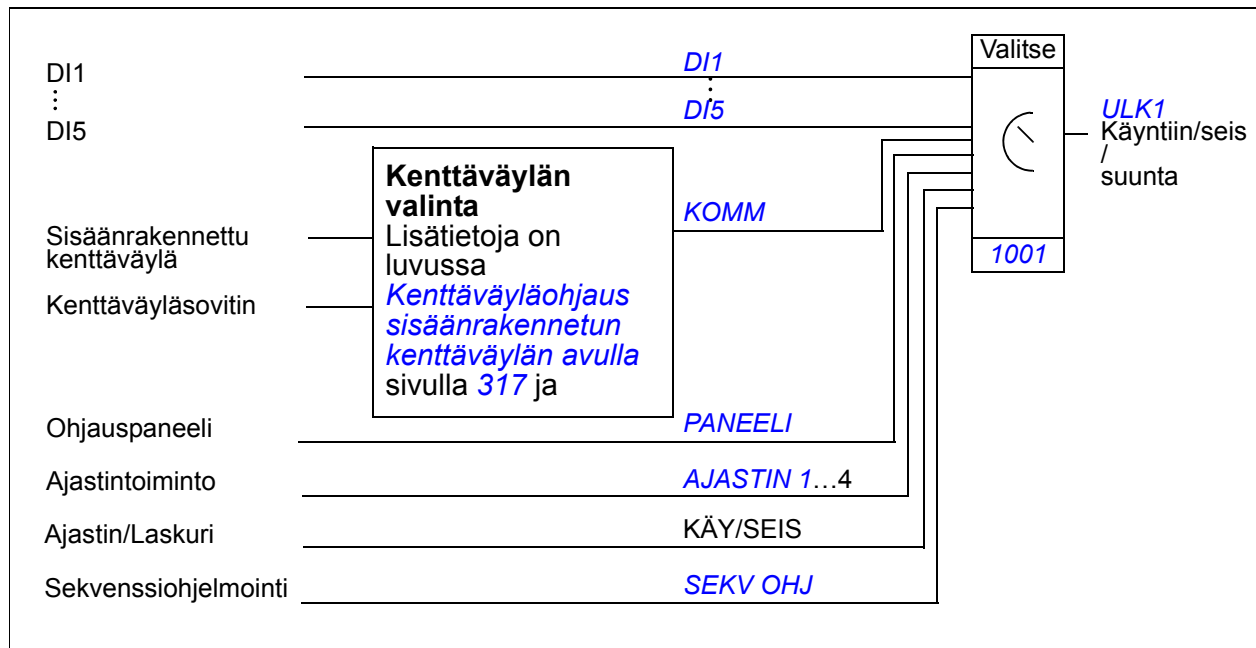 Valitse
DI1
DI1
DI5
DI5
ULK1
Käyntiin/seis
/
suunta
Kenttäväylän
valinta
Lisätietoja on
luvussa
Kenttäväyläohjaus
sisäänrakennetun
kenttäväylän avulla
sivulla 317 ja
KOMM
Sisäänrakennettu
kenttäväylä
1001
Kenttäväyläsovitin
Ohjauspaneeli
PANEELI
Ajastintoiminto
AJASTIN 1…4
Ajastin/Laskuri
KÄY/SEIS
Sekvenssiohjelmointi
SEKV OHJ